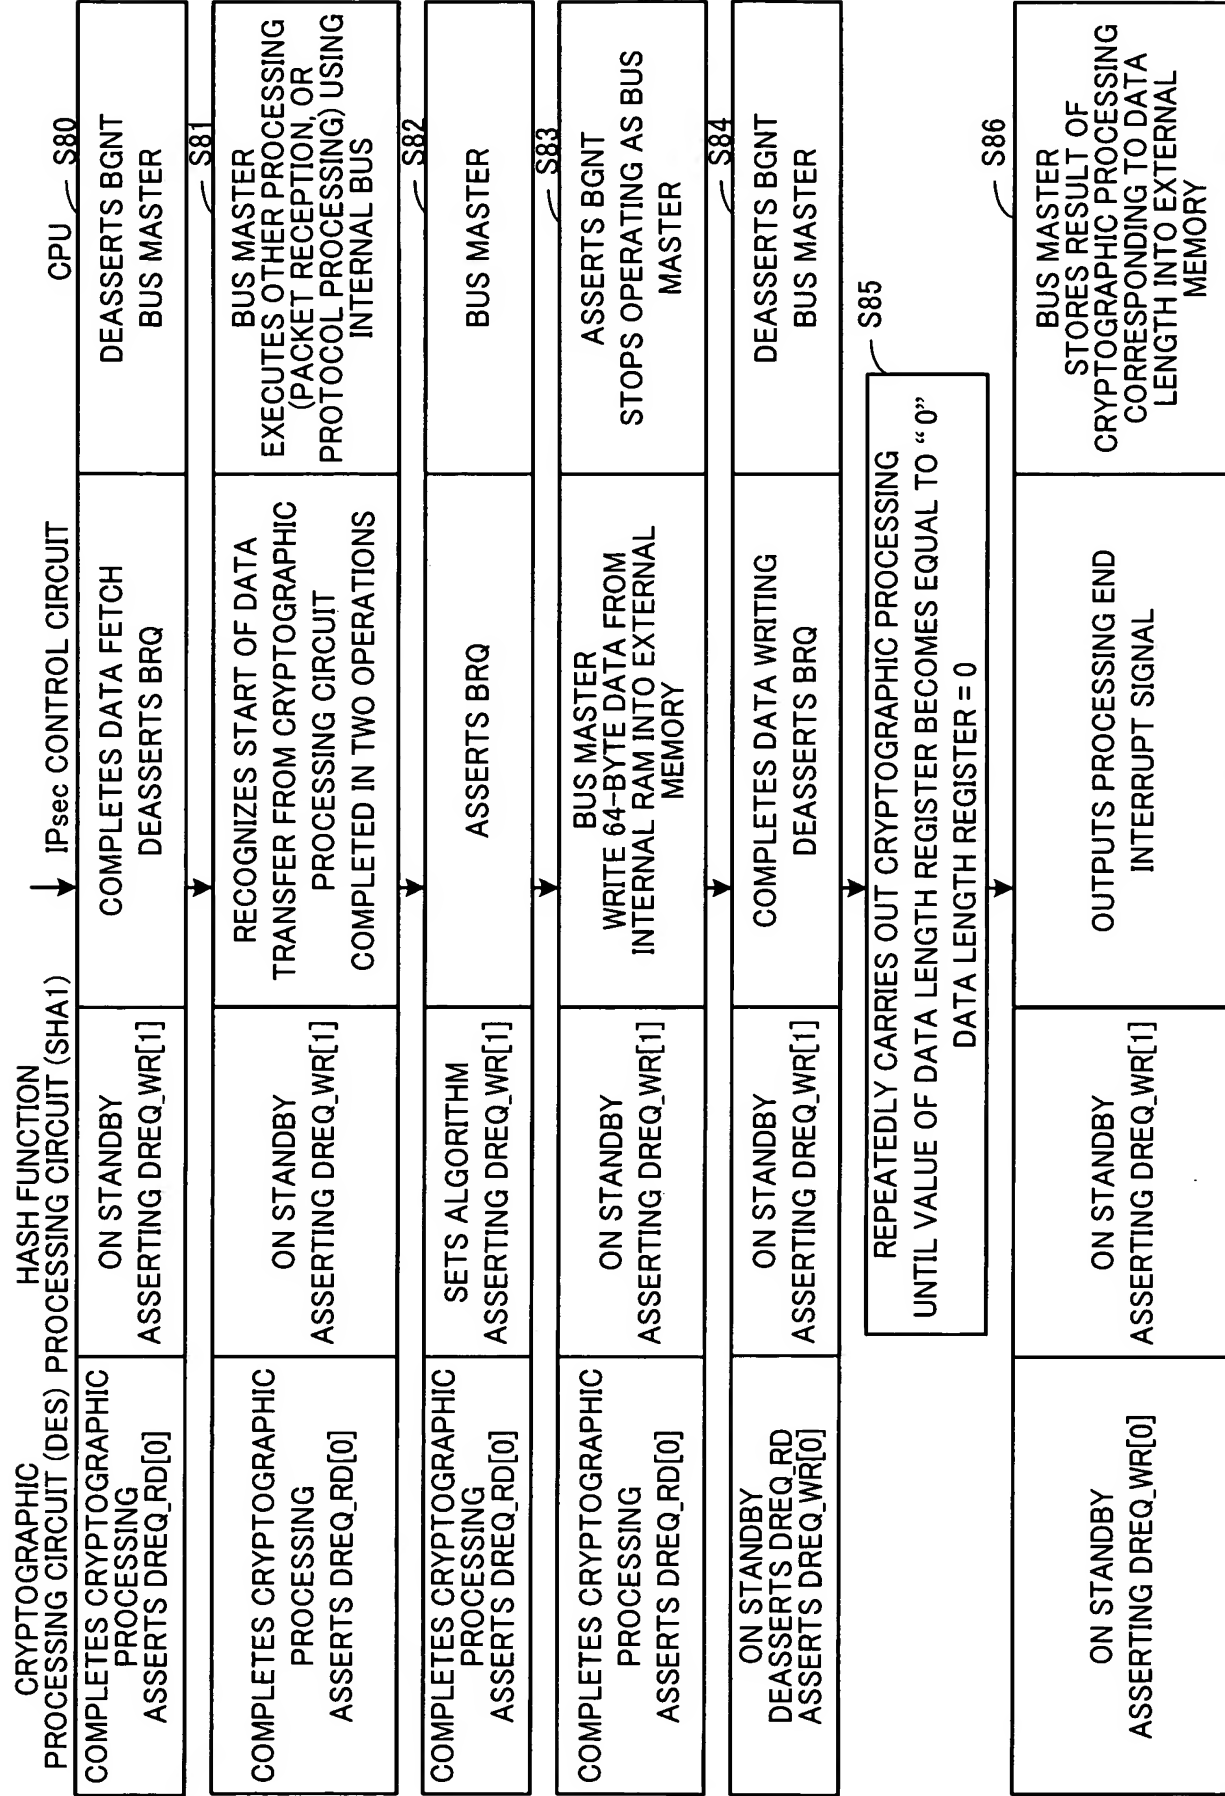 CRYPTOGRAPHIC
PROCESSING CIRCUIT (DES)
HASH FUNCTION
PROCESSING CIRCUIT (SHA1)
IPsec CONTROL CIRCUIT
CPU
S80
COMPLETES CRYPTOGRAPHIC
PROCESSING
ASSERTS DREQ_RD[0]
ON STANDBY
ASSERTING DREQ_WR[1]
COMPLETES DATA FETCH
DEASSERTS BRQ
DEASSERTS BGNT
BUS MASTER
S81
COMPLETES CRYPTOGRAPHIC
PROCESSING
ASSERTS DREQ_RD[0]
ON STANDBY
ASSERTING DREQ_WR[1]
RECOGNIZES START OF DATA
TRANSFER FROM CRYPTOGRAPHIC
PROCESSING CIRCUIT
COMPLETED IN TWO OPERATIONS
BUS MASTER
EXECUTES OTHER PROCESSING
(PACKET RECEPTION, OR
PROTOCOL PROCESSING) USING
INTERNAL BUS
S82
COMPLETES CRYPTOGRAPHIC
PROCESSING
ASSERTS DREQ_RD[0]
SETS ALGORITHM
ASSERTING DREQ_WR[1]
ASSERTS BRQ
BUS MASTER
S83
COMPLETES CRYPTOGRAPHIC
PROCESSING
ASSERTS DREQ_RD[0]
ON STANDBY
ASSERTING DREQ_WR[1]
BUS MASTER
WRITE 64-BYTE DATA FROM
INTERNAL RAM INTO EXTERNAL
MEMORY
ASSERTS BGNT
STOPS OPERATING AS BUS
MASTER
S84
ON STANDBY
DEASSERTS DREQ_RD
ASSERTS DREQ_WR[0]
ON STANDBY
ASSERTING DREQ_WR[1]
COMPLETES DATA WRITING
DEASSERTS BRQ
DEASSERTS BGNT
BUS MASTER
S85
REPEATEDLY CARRIES OUT CRYPTOGRAPHIC PROCESSING
UNTIL VALUE OF DATA LENGTH REGISTER BECOMES EQUAL TO “0”
DATA LENGTH REGISTER = 0
S86
ON STANDBY
ASSERTING DREQ_WR[0]
ON STANDBY
ASSERTING DREQ_WR[1]
OUTPUTS PROCESSING END
INTERRUPT SIGNAL
BUS MASTER
STORES RESULT OF
CRYPTOGRAPHIC PROCESSING
CORRESPONDING TO DATA
LENGTH INTO EXTERNAL
MEMORY